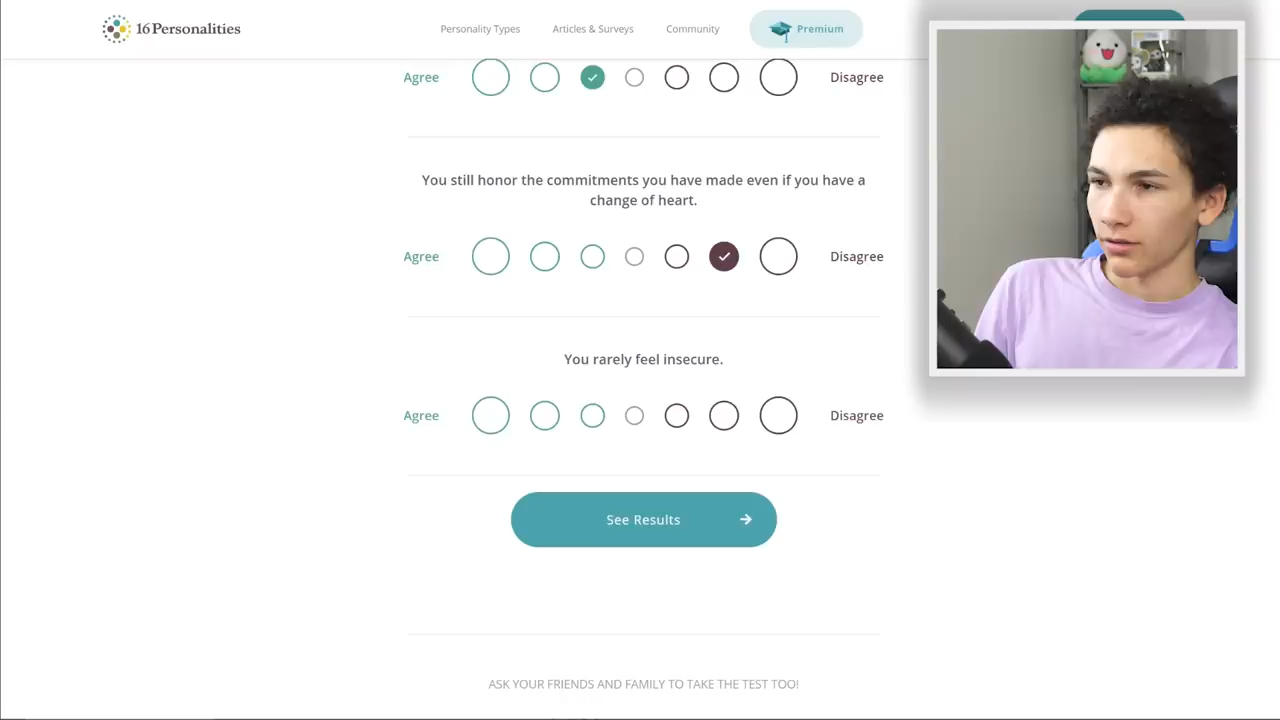 16 Personalities
Personality Types
Articles & Surveys
Community
Premium
Agree
Disagree
You still honor the commitments you have made even if you have a
change of heart.
Agree
Disagree
You rarely feel insecure.
Agree
Disagree
See Results
ASK YOUR FRIENDS AND FAMILY TO TAKE THE TEST TOO!